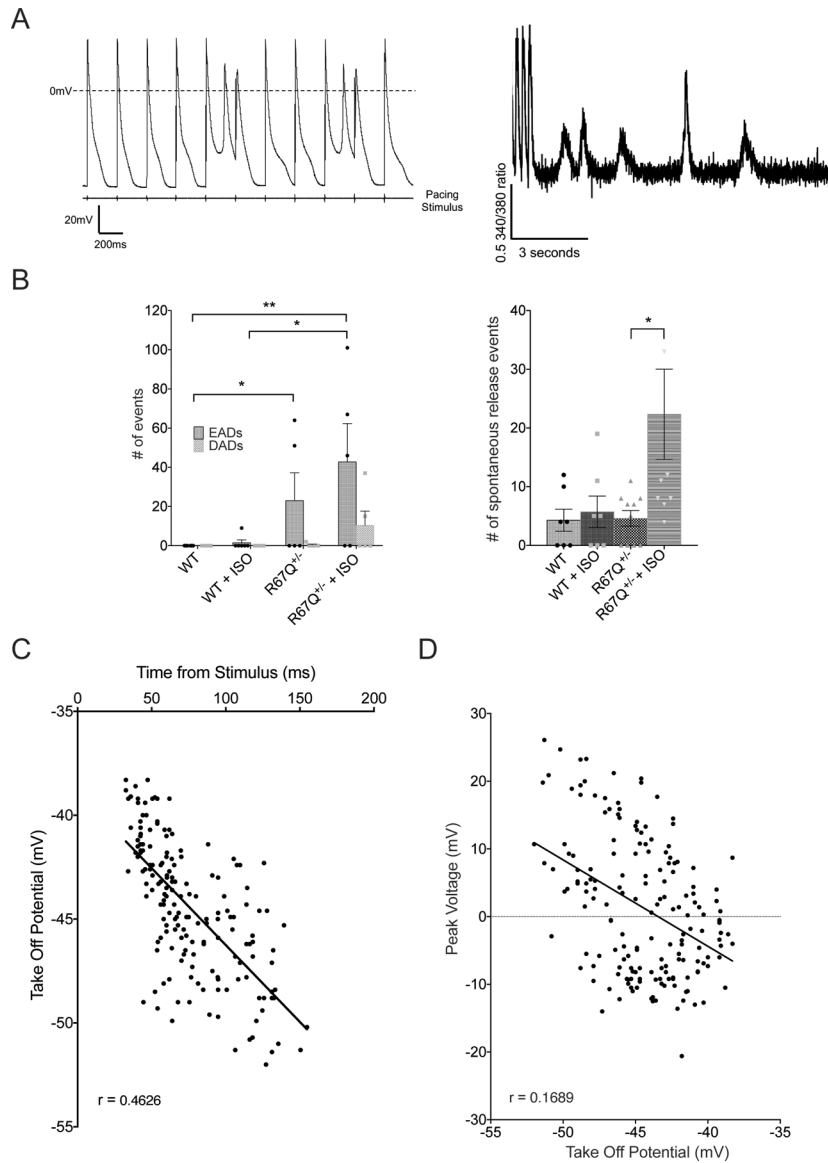 A
0mV
Pacing
Stimulus
20mV
200ms
0.5 340/380 ratio
3 seconds
B
# of events
120
100
80
60
40
20
0
**
*
*
EADs
DADs
WT
WT + ISO
R67Q+/-
R67Q+/- + ISO
# of spontaneous release events
40
30
20
10
0
*
WT
WT + ISO
R67Q+/-
R67Q+/- + ISO
C
Time from Stimulus (ms)
0 50 100 150 200
Take Off Potential (mV)
-35
-40
-45
-50
-55
r = 0.4626
D
Peak Voltage (mV)
30
20
10
0
-10
-20
-30
r = 0.1689
-55 -50 -45 -40 -35
Take Off Potential (mV)